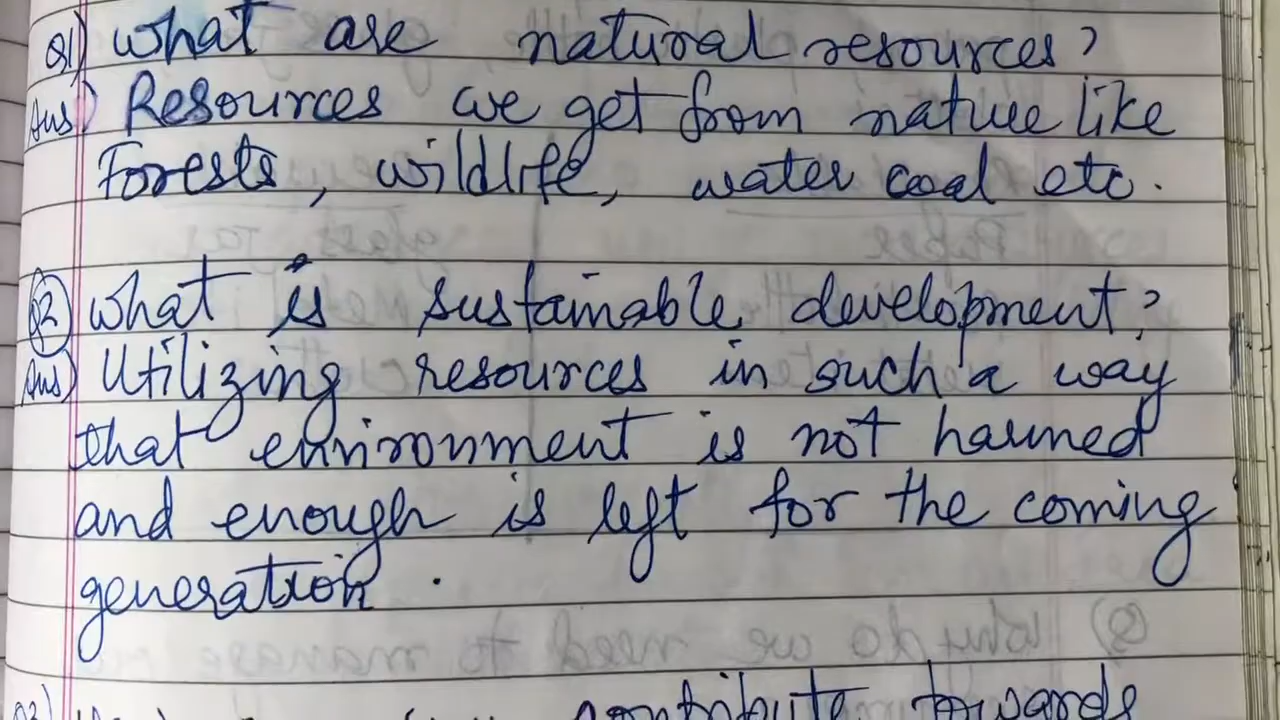 Q1) What are natural resources?
Ans) Resources we get from nature like
Forests, wildlife, water coal etc.
Q2 What is sustainable development?
Ans) Utilizing resources in such a way
that environment is not harmed
and enough is left for the coming
generation.
Q3) contribute towards